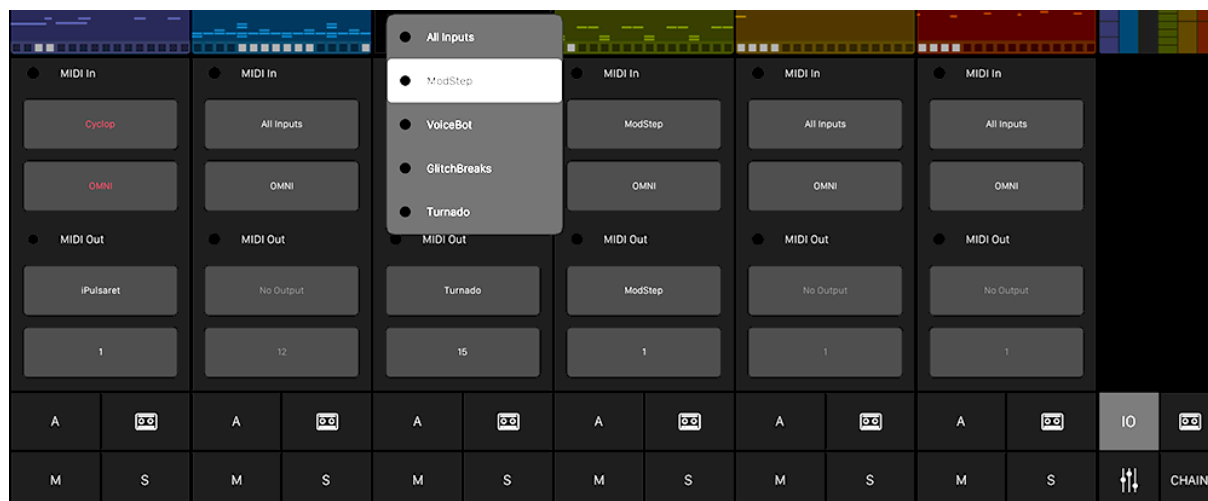 All Inputs
ModStep
VoiceBot
GlitchBreaks
Turnado
MIDI In MIDI In MIDI In MIDI In MIDI In
Cyclop All Inputs ModStep All Inputs All Inputs
OMNI OMNI OMNI OMNI OMNI
MIDI Out MIDI Out MIDI Out MIDI Out MIDI Out MIDI Out
iPulsaret No Output Turnado ModStep No Output No Output
1 12 15 1 1 1
A A A A A A IO
M S M S M S M S M S M S CHAIN